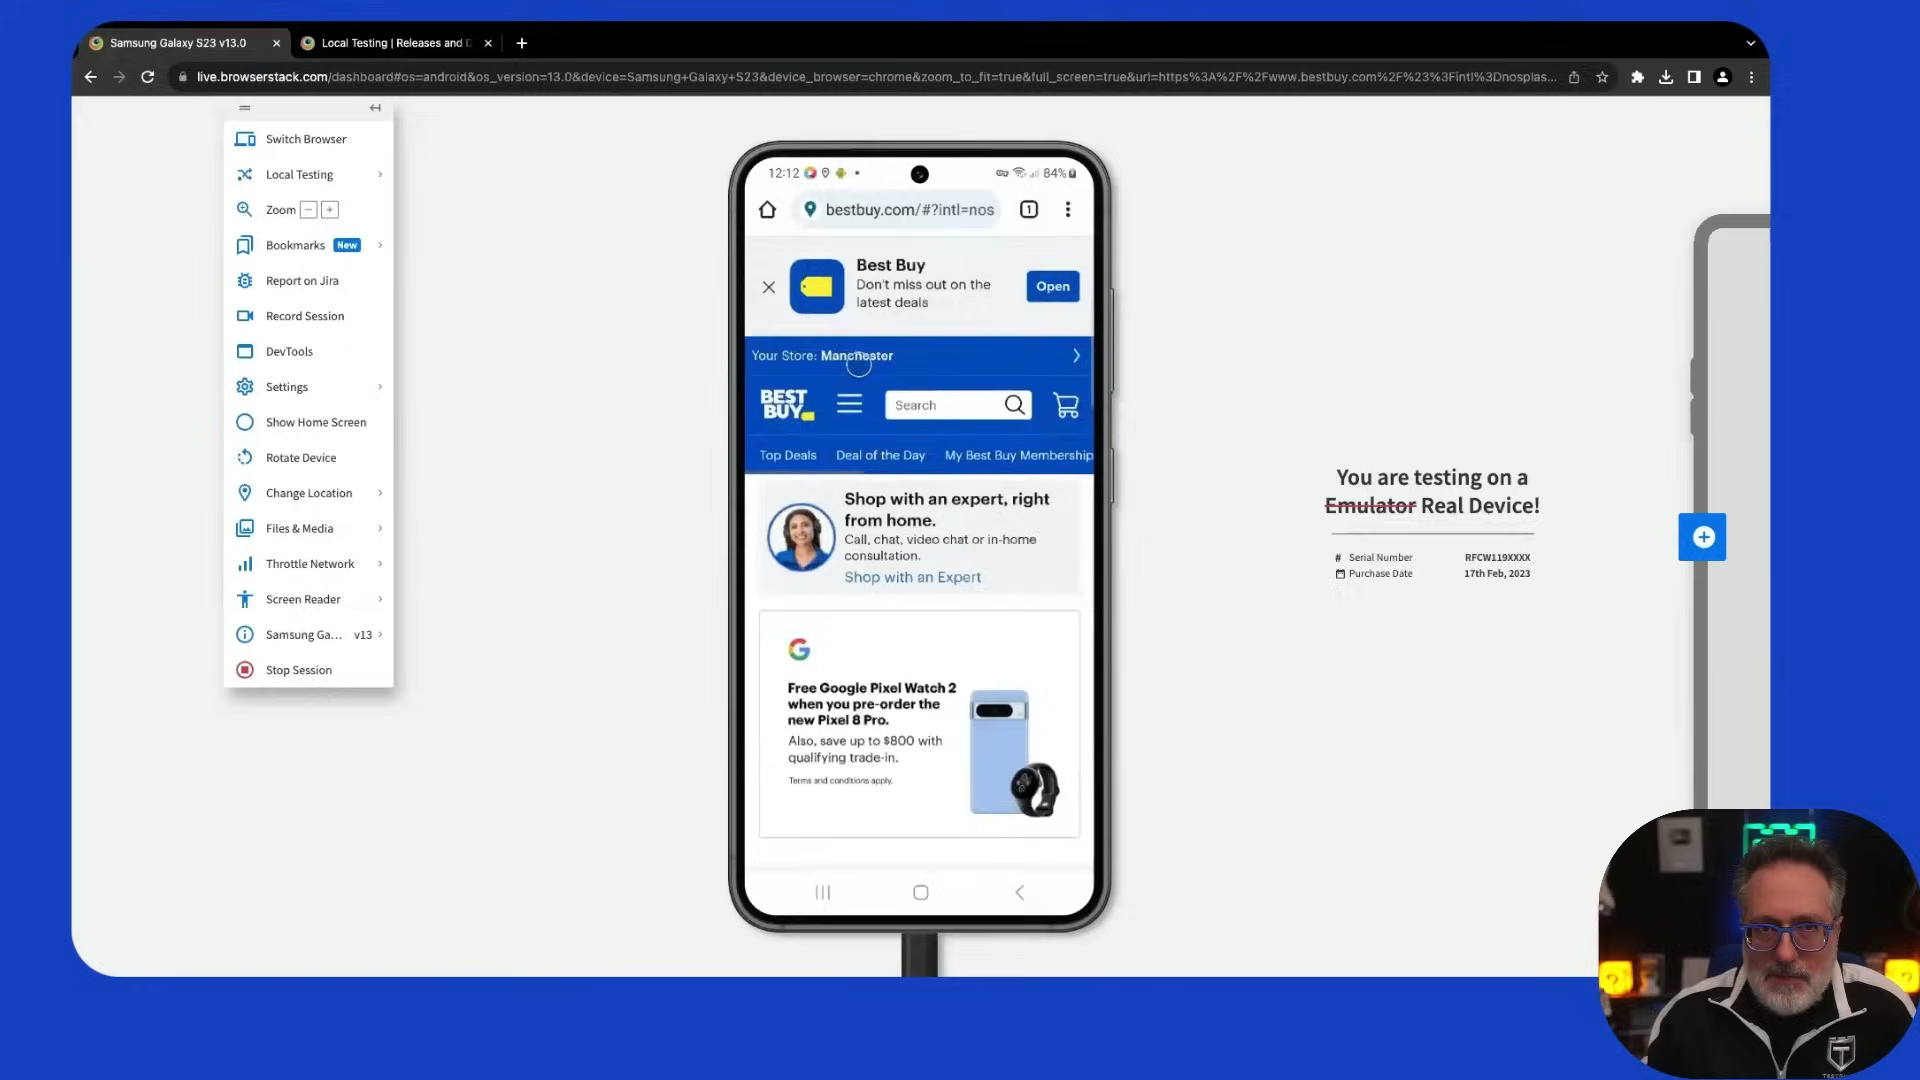 Samsung Galaxy S23 v13.0
Local Testing | Releases and D
live.browserstack.com/dashboard#os=android&os_version=13.0&device=Samsung+Galaxy+S23&device_browser=chrome&zoom_to_fit=true&full_screen=true&url=https%3A%2F%2Fwww.bestbuy.com%2F%23%3Fintl%3Dnosplas...
Switch Browser
Local Testing
Zoom
Bookmarks New
Report on Jira
Record Session
DevTools
Settings
Show Home Screen
Rotate Device
Change Location
Files & Media
Throttle Network
Screen Reader
Samsung Ga... v13
Stop Session
12:12 84%
bestbuy.com/#?intl=nos 1
Best Buy
Don't miss out on the
latest deals
Open
Your Store: Manchester
BEST
BUY
Search
Top Deals Deal of the Day My Best Buy Membership
Shop with an expert, right
from home.
Call, chat, video chat or in-home
consultation.
Shop with an Expert
Free Google Pixel Watch 2
when you pre-order the
new Pixel 8 Pro.
Also, save up to $800 with
qualifying trade-in.
Terms and conditions apply.
You are testing on a
Emulator Real Device!
# Serial Number RFCW119XXXX
Purchase Date 17th Feb, 2023